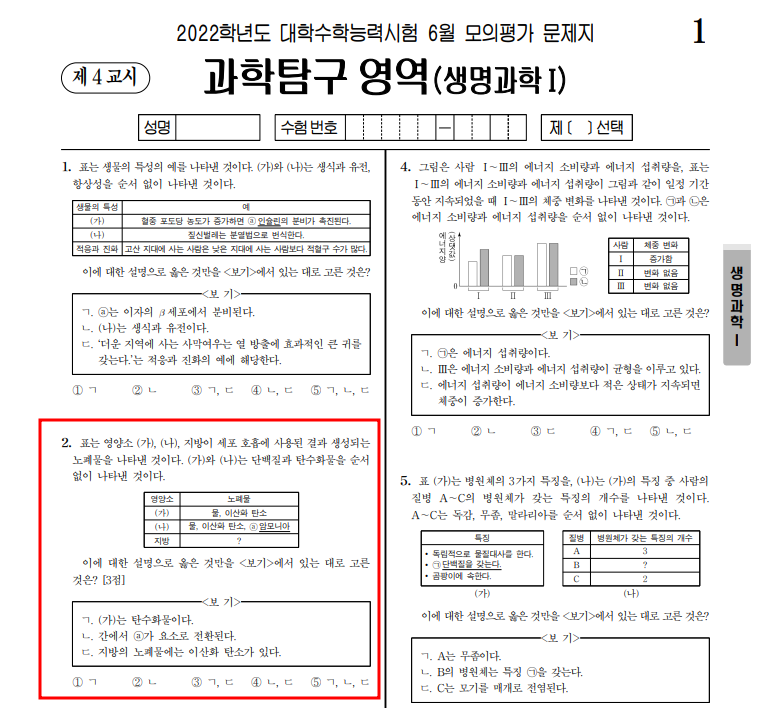 2022학년도 대학수학능력시험 6월 모의평가 문제지
1
제 4 교시
과학탐구 영역(생명과학Ⅰ)
성명
수험 번호
—
제 ( ) 선택
1. 표는 생물의 특성의 예를 나타낸 것이다. (가)와 (나)는 생식과 유전,
항상성을 순서 없이 나타낸 것이다.
생물의 특성 예
(가) 혈중 포도당 농도가 증가하면 ⓐ인슐린의 분비가 촉진된다.
(나) 짚신벌레는 분열법으로 번식한다.
적응과 진화 고산 지대에 사는 사람은 낮은 지대에 사는 사람보다 적혈구 수가 많다.
이에 대한 설명으로 옳은 것만을 <보기>에서 있는 대로 고른 것은?
<보 기>
ㄱ. ⓐ는 이자의 β세포에서 분비된다.
ㄴ. (나)는 생식과 유전이다.
ㄷ. ‘더운 지역에 사는 사막여우는 열 방출에 효과적인 큰 귀를
갖는다.’는 적응과 진화의 예에 해당한다.
① ㄱ ② ㄴ ③ ㄱ, ㄷ ④ ㄴ, ㄷ ⑤ ㄱ, ㄴ, ㄷ
2. 표는 영양소 (가), (나), 지방이 세포 호흡에 사용된 결과 생성되는
노폐물을 나타낸 것이다. (가)와 (나)는 단백질과 탄수화물을 순서
없이 나타낸 것이다.
영양소 노폐물
(가) 물, 이산화 탄소
(나) 물, 이산화 탄소, ⓐ암모니아
지방 ?
이에 대한 설명으로 옳은 것만을 <보기>에서 있는 대로 고른
것은? [3점]
<보 기>
ㄱ. (가)는 탄수화물이다.
ㄴ. 간에서 ⓐ가 요소로 전환된다.
ㄷ. 지방의 노폐물에는 이산화 탄소가 있다.
① ㄱ ② ㄴ ③ ㄱ, ㄷ ④ ㄴ, ㄷ ⑤ ㄱ, ㄴ, ㄷ
4. 그림은 사람 Ⅰ~Ⅲ의 에너지 소비량과 에너지 섭취량을, 표는
Ⅰ~Ⅲ의 에너지 소비량과 에너지 섭취량이 그림과 같이 일정 기간
동안 지속되었을 때 Ⅰ~Ⅲ의 체중 변화를 나타낸 것이다. ㉠과 ㉡은
에너지 소비량과 에너지 섭취량을 순서 없이 나타낸 것이다.
에너지양(상댓값)
0
Ⅰ Ⅱ Ⅲ
㉠
㉡
사람 체중 변화
Ⅰ 증가함
Ⅱ 변화 없음
Ⅲ 변화 없음
이에 대한 설명으로 옳은 것만을 <보기>에서 있는 대로 고른 것은?
<보 기>
ㄱ. ㉠은 에너지 섭취량이다.
ㄴ. Ⅲ은 에너지 소비량과 에너지 섭취량이 균형을 이루고 있다.
ㄷ. 에너지 섭취량이 에너지 소비량보다 적은 상태가 지속되면
체중이 증가한다.
① ㄱ ② ㄴ ③ ㄷ ④ ㄱ, ㄷ ⑤ ㄴ, ㄷ
5. 표 (가)는 병원체의 3가지 특징을, (나)는 (가)의 특징 중 사람의
질병 A~C의 병원체가 갖는 특징의 개수를 나타낸 것이다.
A~C는 독감, 무좀, 말라리아를 순서 없이 나타낸 것이다.
특징
• 독립적으로 물질대사를 한다.
• ㉠단백질을 갖는다.
• 곰팡이에 속한다.
(가)
질병 병원체가 갖는 특징의 개수
A 3
B ?
C 2
(나)
이에 대한 설명으로 옳은 것만을 <보기>에서 있는 대로 고른 것은?
<보 기>
ㄱ. A는 무좀이다.
ㄴ. B의 병원체는 특징 ㉠을 갖는다.
ㄷ. C는 모기를 매개로 전염된다.
생명과학Ⅰ